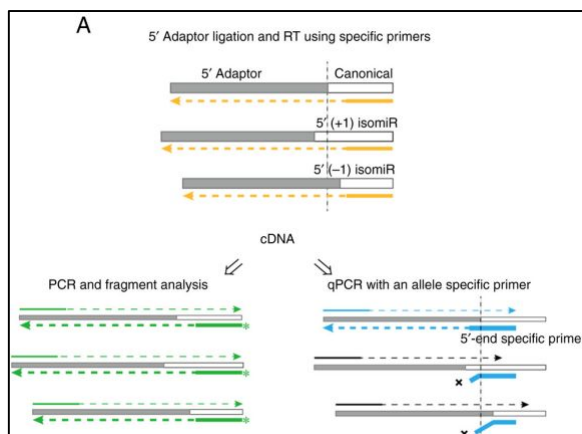 A
5′ Adaptor ligation and RT using specific primers
5′ Adaptor Canonical
5′ (+1) isomiR
5′ (−1) isomiR
cDNA
PCR and fragment analysis qPCR with an allele specific primer
*
5′-end specific prime
*
×
*
×